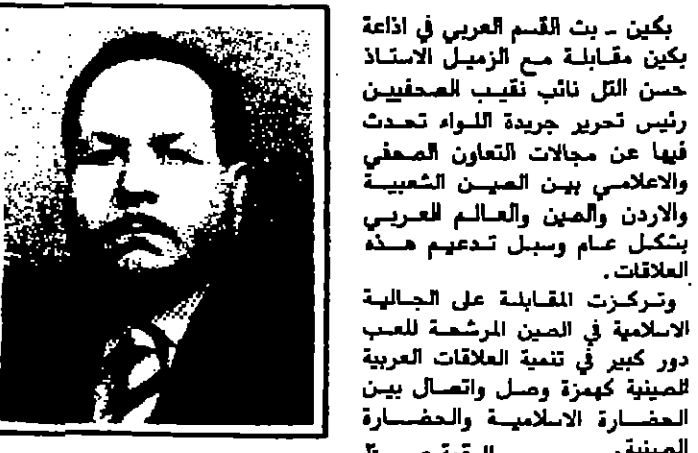 بكين ـ بث القسم العربي في اذاعة
بكين مقابلة مع الزميل الاستاذ
حسن التل نائب نقيب الصحفيين
رئيس تحرير جريدة اللواء تحدث
فيها عن مجالات التعاون الصحفي
والاعلامي بين الصين الشعبية
والاردن والصين والعالم العربي
بشكل عام وسبل تدعيم هذه
العلاقات .
وتركزت المقابلة على الجالية
الاسلامية في الصين المرشحة للعب
دور كبير في تنمية العلاقات العربية
الصينية كهمزة وصل واتصال بين
الحضارة الاسلامية والحضارة
الصينية